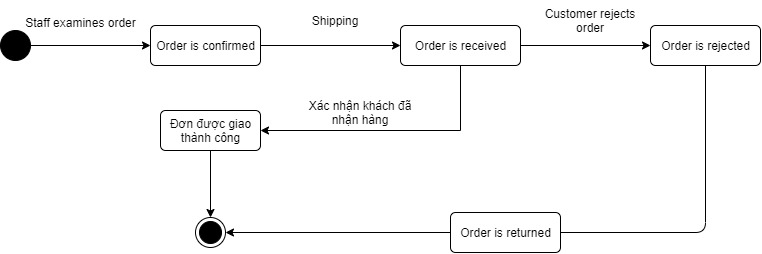 Staff examines order
Shipping
Customer rejects
order
Order is confirmed
Order is received
Order is rejected
Xác nhận khách đã
nhận hàng
Đơn được giao
thành công
Order is returned